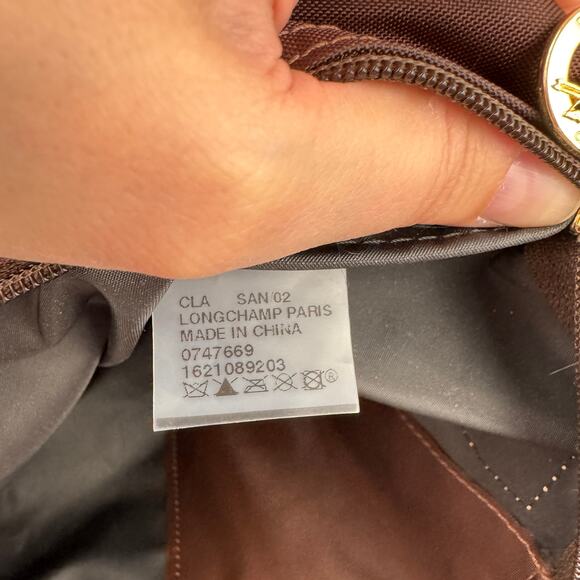 CLA SAN 02
LONGCHAMP PARIS
MADE IN CHINA
0747669
1621089203
®